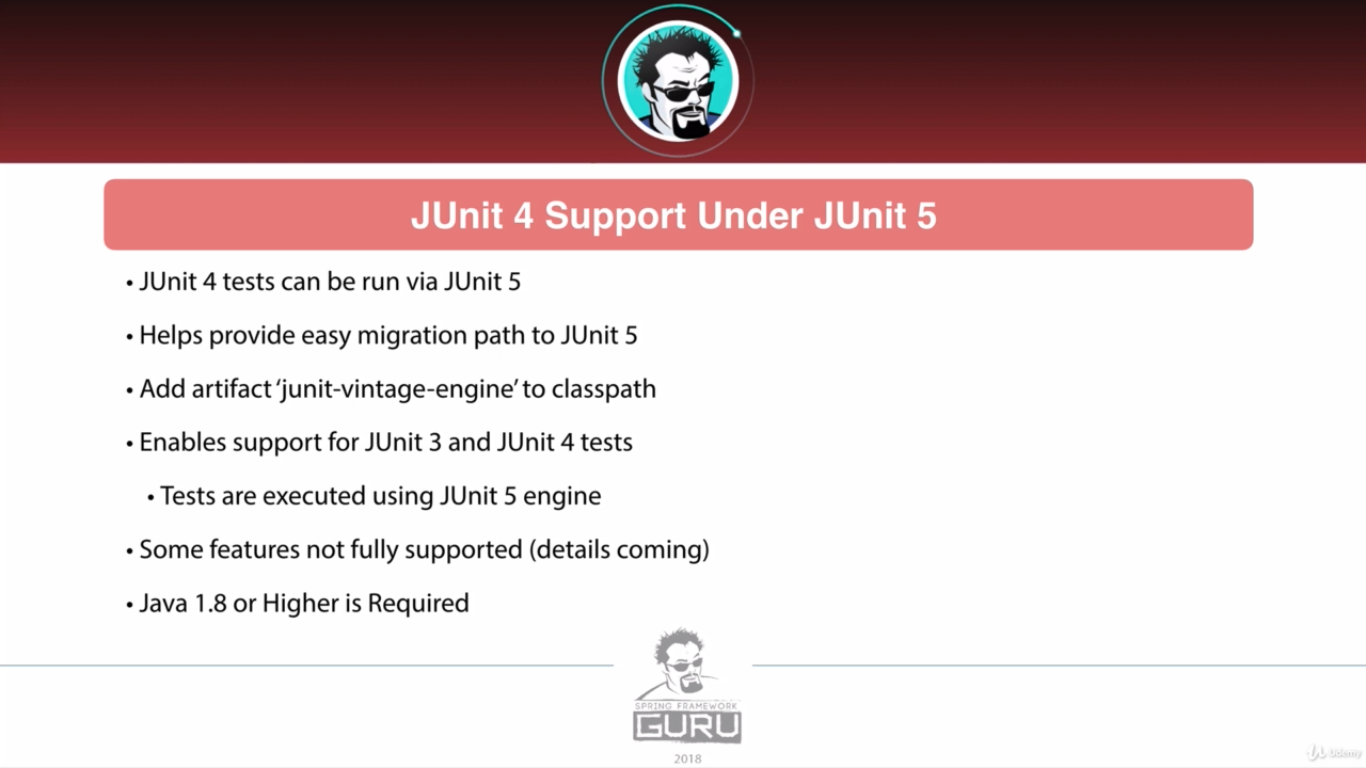 JUnit 4 Support Under JUnit 5
• JUnit 4 tests can be run via JUnit 5
• Helps provide easy migration path to JUnit 5
• Add artifact ‘junit-vintage-engine’ to classpath
• Enables support for JUnit 3 and JUnit 4 tests
• Tests are executed using JUnit 5 engine
• Some features not fully supported (details coming)
• Java 1.8 or Higher is Required
SPRING FRAMEWORK
GURU
2018
Udemy